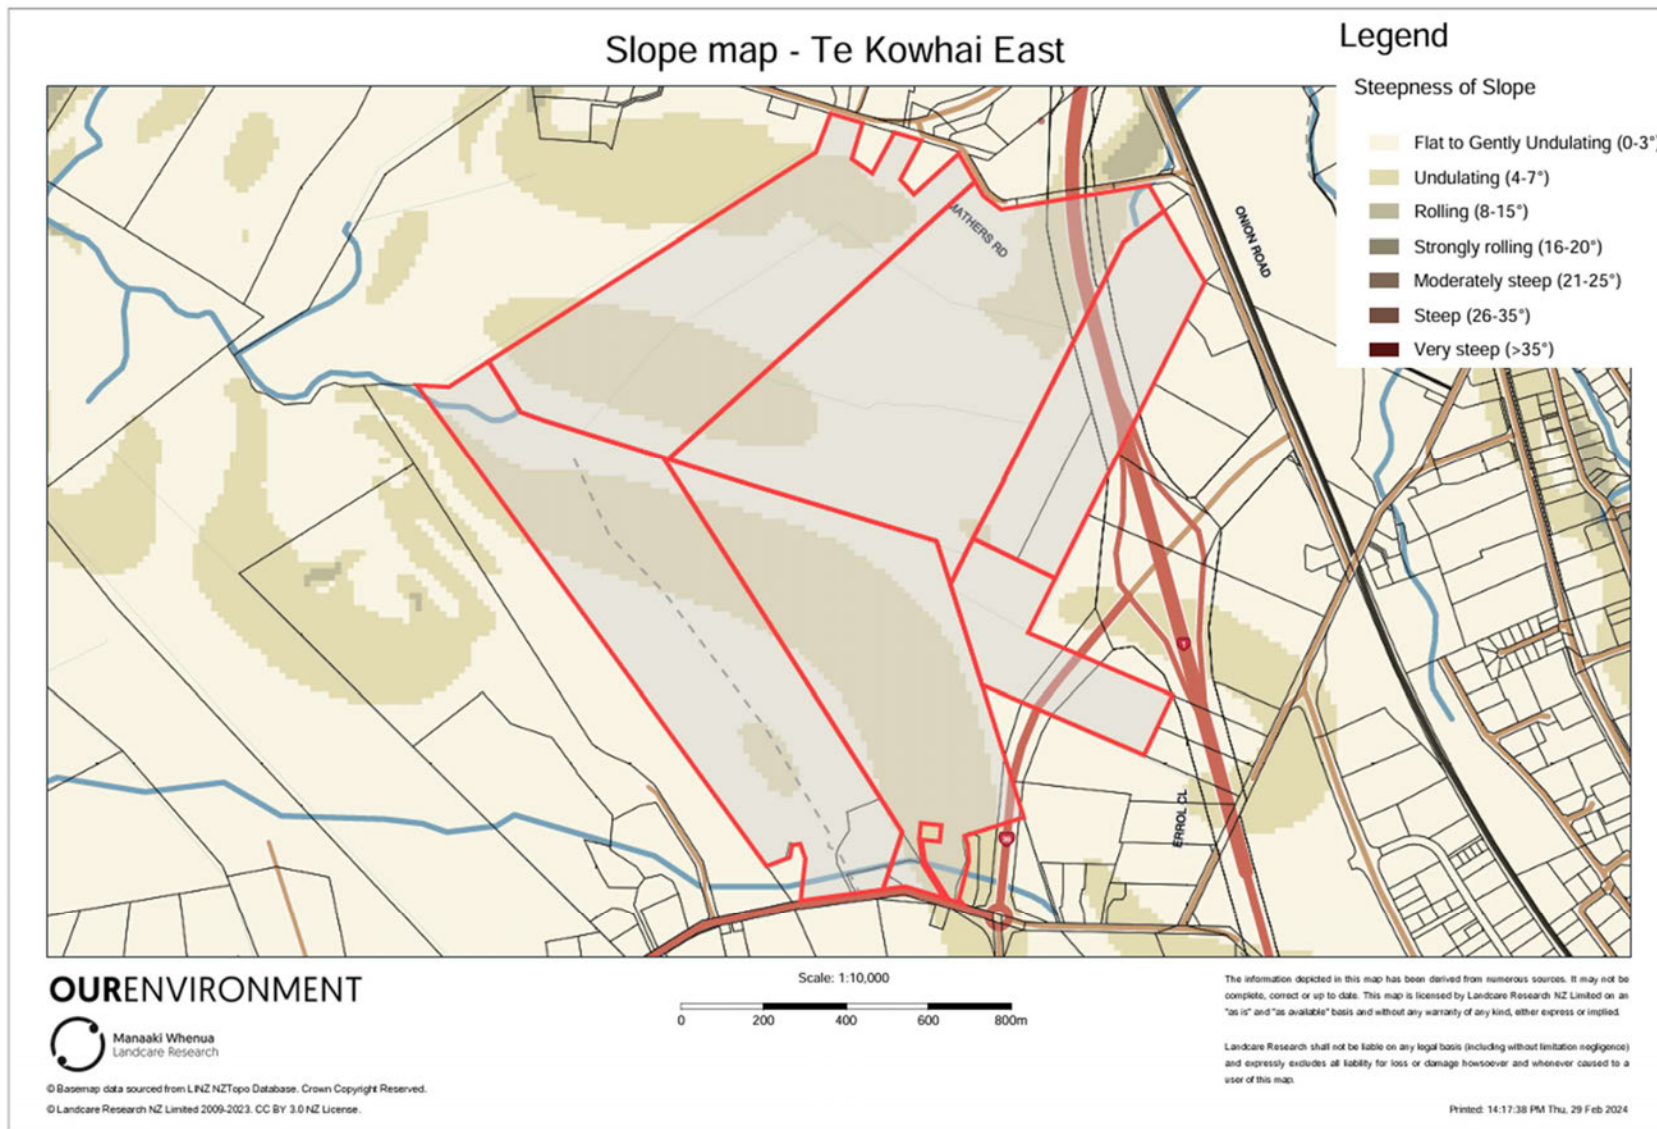 Slope map - Te Kowhai East
Legend
Steepness of Slope
Flat to Gently Undulating (0-3°)
Undulating (4-7°)
Rolling (8-15°)
Strongly rolling (16-20°)
Moderately steep (21-25°)
Steep (26-35°)
Very steep (>35°)
MATHERS RD
ONION ROAD
ERROL CL
1
OURENVIRONMENT
Manaaki Whenua
Landcare Research
© Basemap data sourced from LINZ NZTopo Database. Crown Copyright Reserved.
© Landcare Research NZ Limited 2009-2023. CC BY 3.0 NZ License.
Scale: 1:10,000
0 200 400 600 800m
The information depicted in this map has been derived from numerous sources. It may not be
complete, correct or up to date. This map is licensed by Landcare Research NZ Limited on an
"as is" and "as available" basis and without any warranty of any kind, either express or implied.
Landcare Research shall not be liable on any legal basis (including without limitation negligence)
and expressly excludes all liability for loss or damage howsoever and whenever caused to a
user of this map.
Printed: 14:17:38 PM Thu, 29 Feb 2024